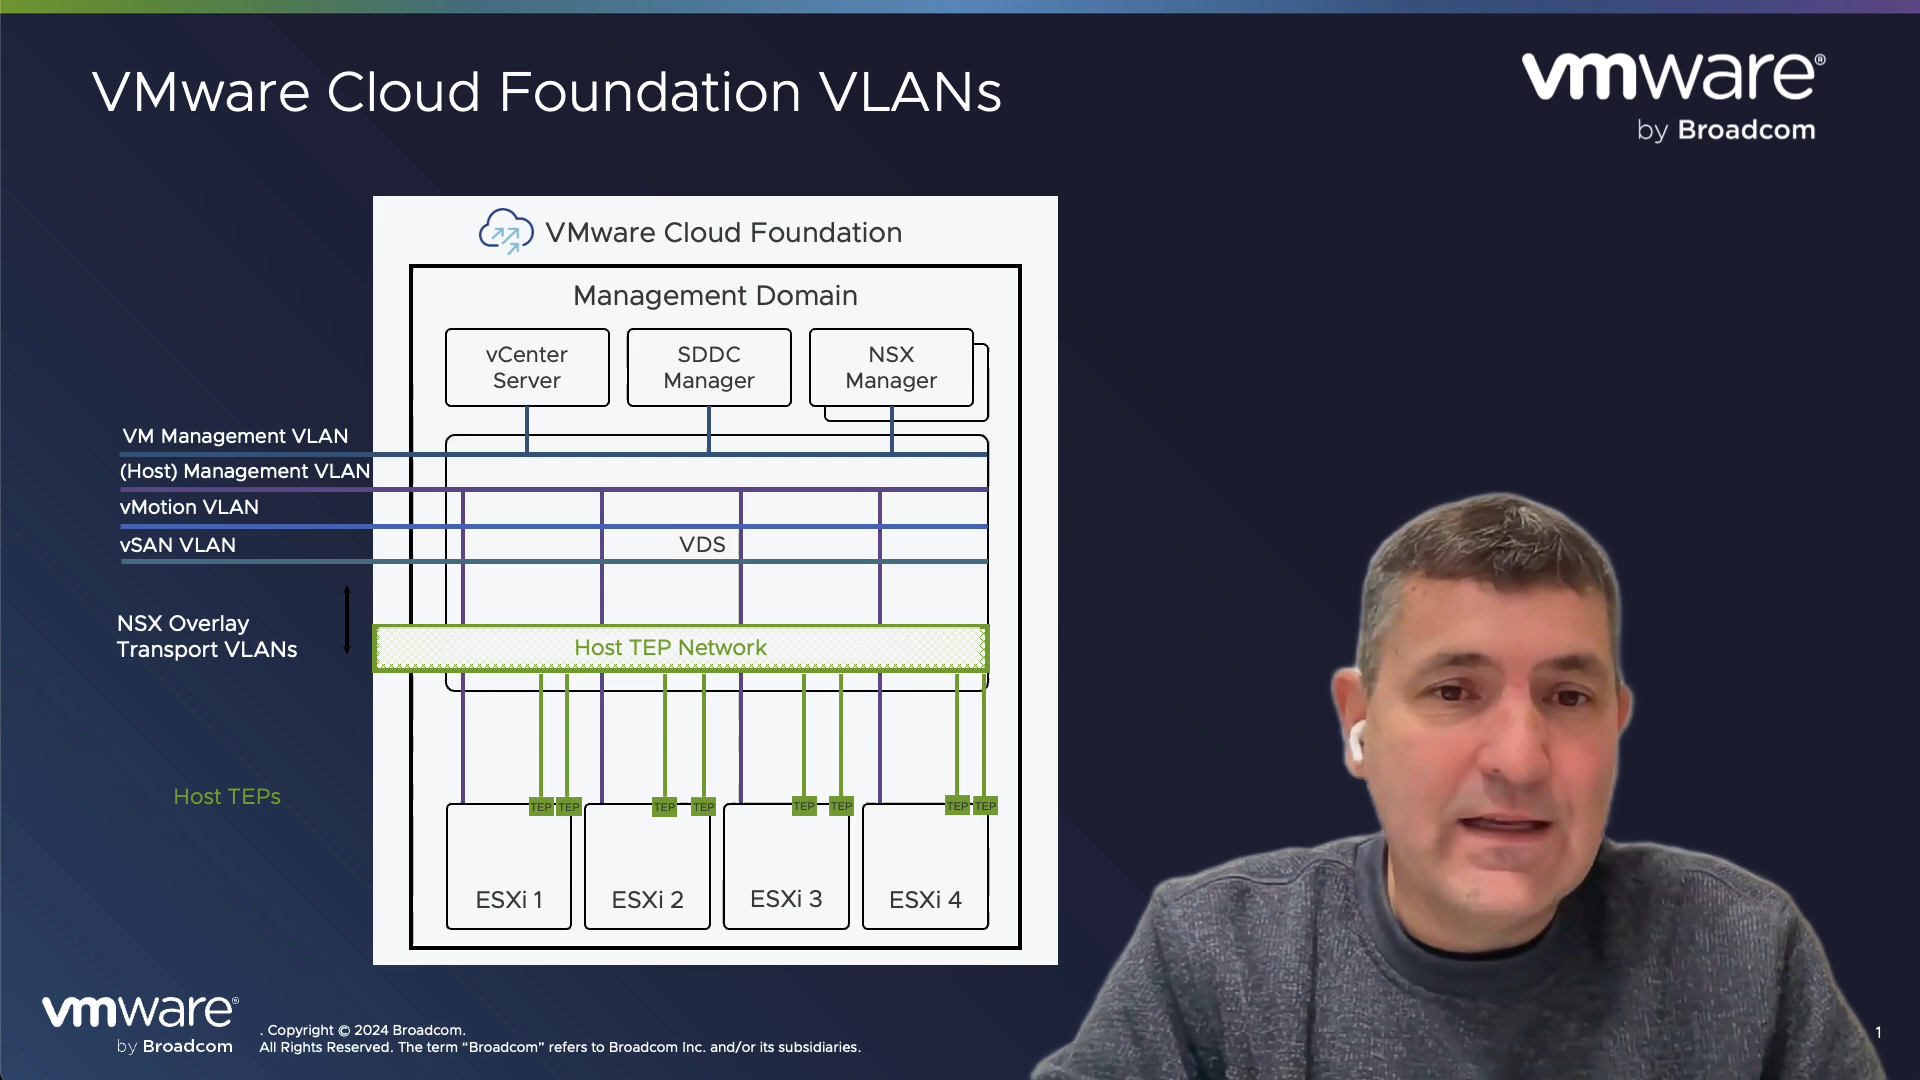 VMware Cloud Foundation VLANs
vmware®
by Broadcom
VMware Cloud Foundation
Management Domain
vCenter
Server
SDDC
Manager
NSX
Manager
VM Management VLAN
(Host) Management VLAN
vMotion VLAN
vSAN VLAN
VDS
NSX Overlay
Transport VLANs
Host TEP Network
Host TEPs
TEP TEP TEP TEP TEP TEP TEP TEP
ESXi 1
ESXi 2
ESXi 3
ESXi 4
vmware®
by Broadcom
. Copyright © 2024 Broadcom.
All Rights Reserved. The term “Broadcom” refers to Broadcom Inc. and/or its subsidiaries.
1